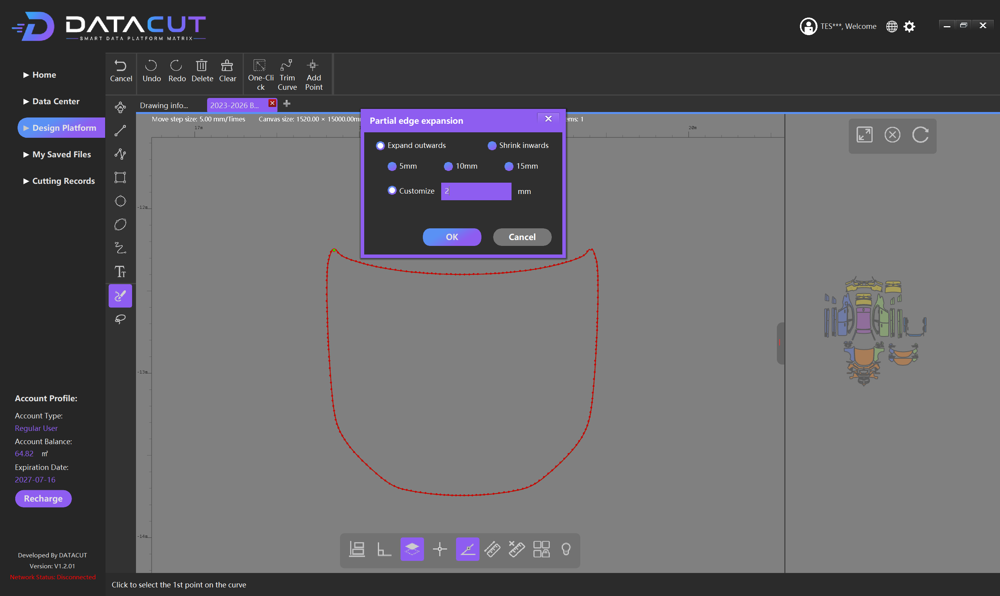 DATACUT
SMART DATA PLATFORM MATRIX
TES***, Welcome
Home
Data Center
Design Platform
My Saved Files
Cutting Records
Cancel
Undo
Redo
Delete
Clear
One-Cli
ck
Trim
Curve
Add
Point
Drawing info...
2023-2026 B...
Move step size: 5.00 mm/Times
Canvas size: 1520.00 × 15000.00m
ems: 1
17m
20m
-12m
-13m
-14m
Partial edge expansion
Expand outwards
Shrink inwards
5mm
10mm
15mm
Customize
2
mm
OK
Cancel
Account Profile:
Account Type:
Regular User
Account Balance:
64.82 ㎡
Expiration Date:
2027-07-16
Recharge
Developed By DATACUT
Version: V1.2.01
Network Status: Disconnected
Click to select the 1st point on the curve